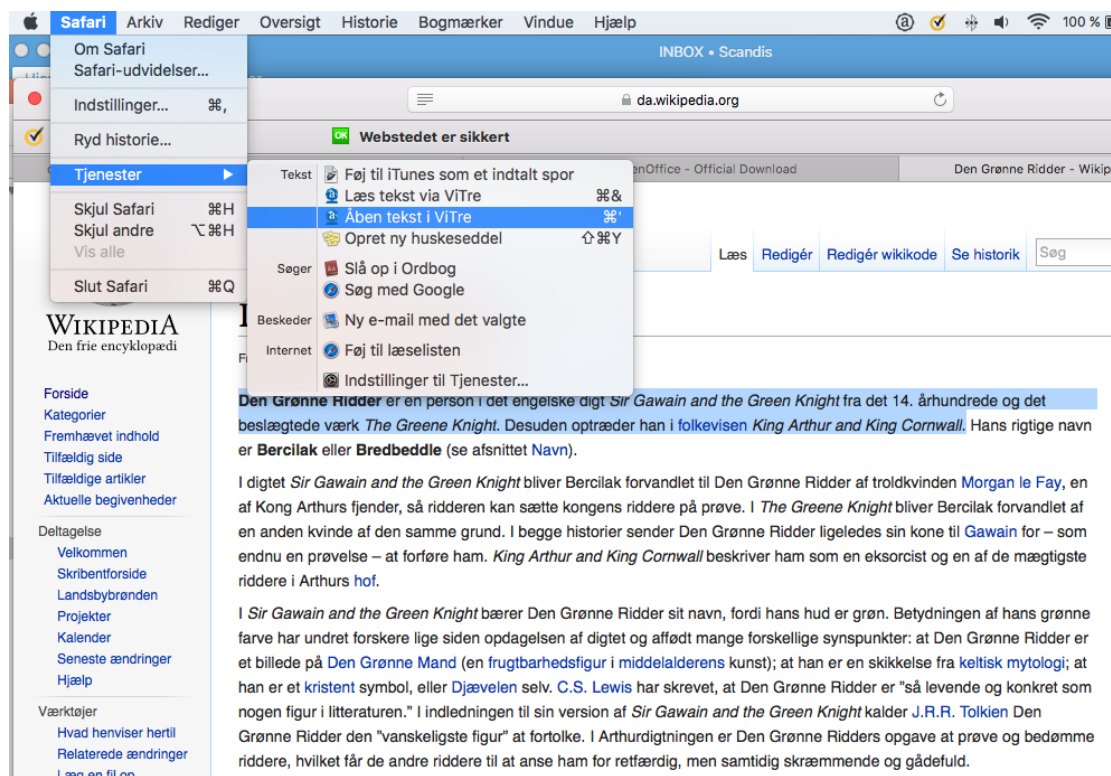 Safari Arkiv Rediger Oversigt Historie Bogmærker Vindue Hjælp 100 %
INBOX • Scandis
Om Safari
Safari-udvidelser...
Indstillinger... ⌘,
Ryd historie...
Tjenester ▶
Skjul Safari ⌘H
Skjul andre ⌥⌘H
Vis alle
Slut Safari ⌘Q
da.wikipedia.org
OK Webstedet er sikkert
enOffice - Official Download
Den Grønne Ridder - Wikip
Tekst Føj til iTunes som et indtalt spor
Læs tekst via ViTre ⌘&
Åben tekst i ViTre ⌘'
Opret ny huskeseddel ⇧⌘Y
Søger Slå op i Ordbog
Søg med Google
Beskeder Ny e-mail med det valgte
Internet Føj til læselisten
Indstillinger til Tjenester...
Læs Redigér Redigér wikikode Se historik Søg
WIKIPEDIA
Den frie encyklopædi
Forside
Kategorier
Fremhævet indhold
Tilfældig side
Tilfældige artikler
Aktuelle begivenheder
Deltagelse
Velkommen
Skribentforside
Landsbybrønden
Projekter
Kalender
Seneste ændringer
Hjælp
Værktøjer
Hvad henviser hertil
Relaterede ændringer
Læg en fil op
Den Grønne Ridder er en person i det engelske digt Sir Gawain and the Green Knight fra det 14. århundrede og det
beslægtede værk The Greene Knight. Desuden optræder han i folkevisen King Arthur and King Cornwall. Hans rigtige navn
er Bercilak eller Bredbeddle (se afsnittet Navn).
I digtet Sir Gawain and the Green Knight bliver Bercilak forvandlet til Den Grønne Ridder af troldkvinden Morgan le Fay, en
af Kong Arthurs fjender, så ridderen kan sætte kongens riddere på prøve. I The Greene Knight bliver Bercilak forvandlet af
en anden kvinde af den samme grund. I begge historier sender Den Grønne Ridder ligeledes sin kone til Gawain for – som
endnu en prøvelse – at forføre ham. King Arthur and King Cornwall beskriver ham som en eksorcist og en af de mægtigste
riddere i Arthurs hof.
I Sir Gawain and the Green Knight bærer Den Grønne Ridder sit navn, fordi hans hud er grøn. Betydningen af hans grønne
farve har undret forskere lige siden opdagelsen af digtet og affødt mange forskellige synspunkter: at Den Grønne Ridder er
et billede på Den Grønne Mand (en frugtbarhedsfigur i middelalderens kunst); at han er en skikkelse fra keltisk mytologi; at
han er et kristent symbol, eller Djævelen selv. C.S. Lewis har skrevet, at Den Grønne Ridder er "så levende og konkret som
nogen figur i litteraturen." I indledningen til sin version af Sir Gawain and the Green Knight kalder J.R.R. Tolkien Den
Grønne Ridder den "vanskeligste figur" at fortolke. I Arthurdigtningen er Den Grønne Ridders opgave at prøve og bedømme
riddere, hvilket får de andre riddere til at anse ham for retfærdig, men samtidig skræmmende og gådefuld.